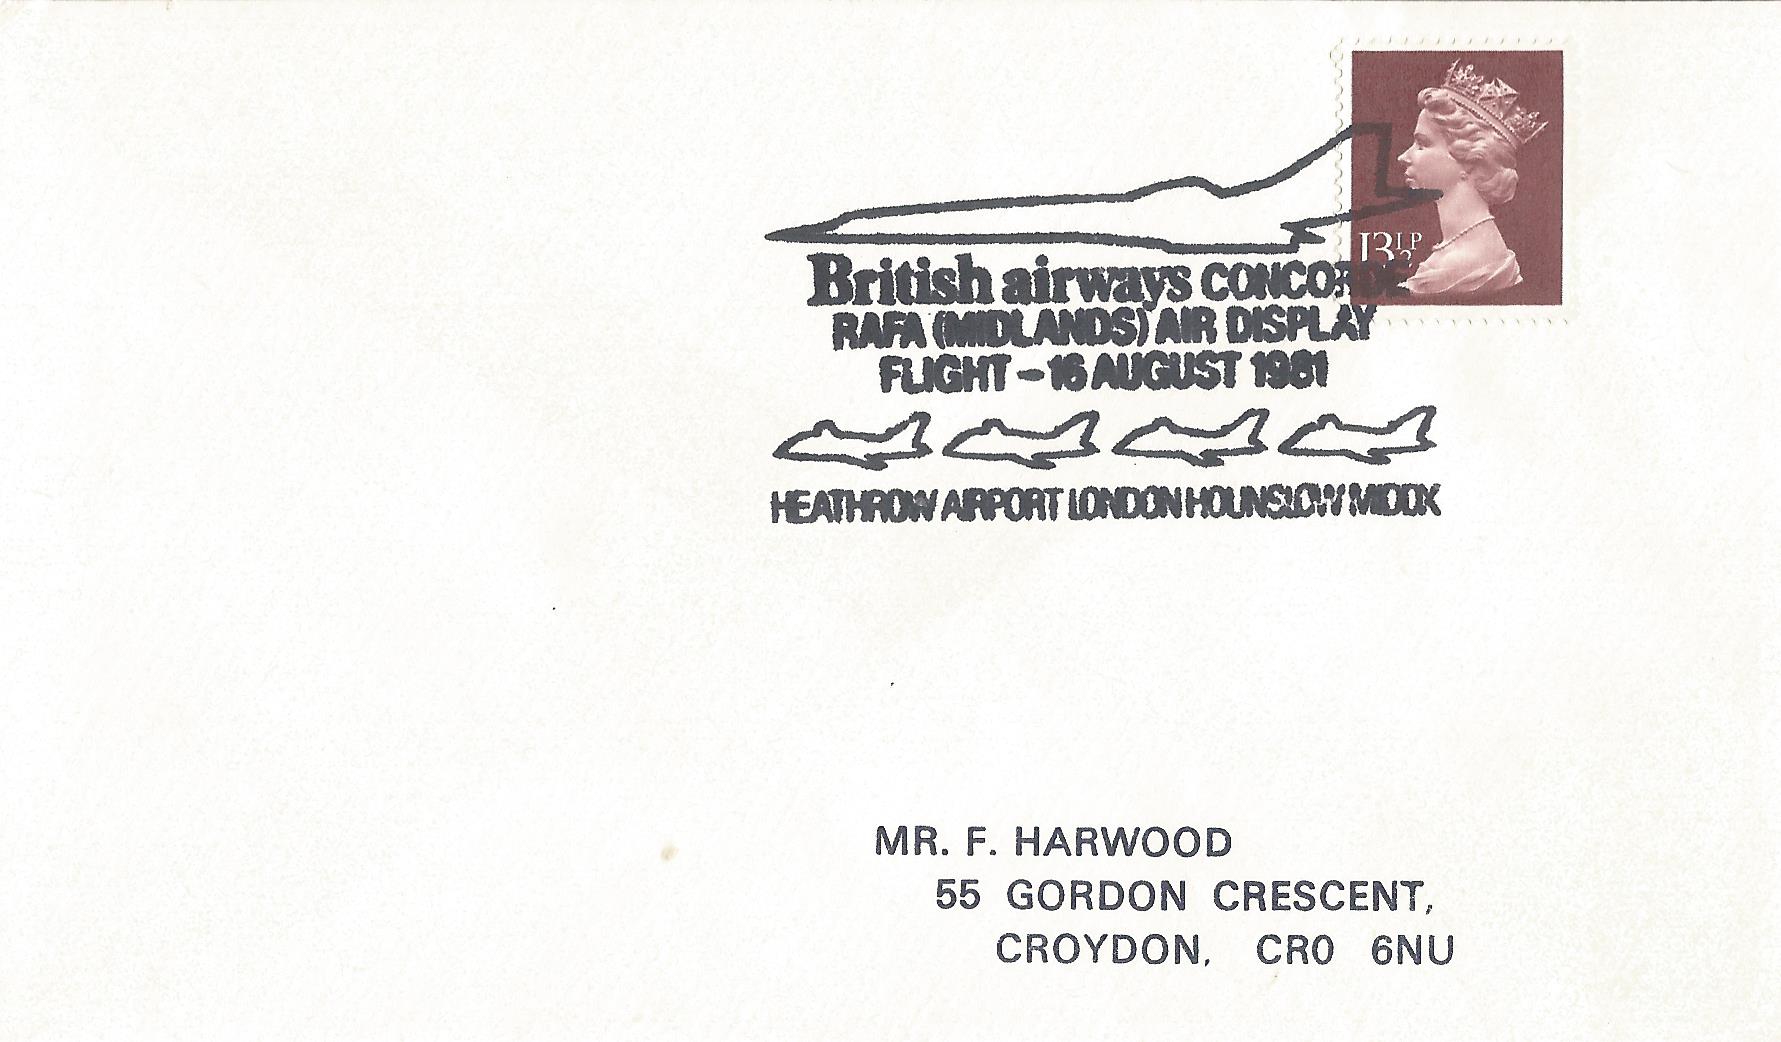 13½P
British airways CONCORDE
RAFA (MIDLANDS) AIR DISPLAY
FLIGHT – 16 AUGUST 1981
HEATHROW AIRPORT LONDON HOUNSLOW MIDDX
MR. F. HARWOOD
55 GORDON CRESCENT,
CROYDON, CR0 6NU